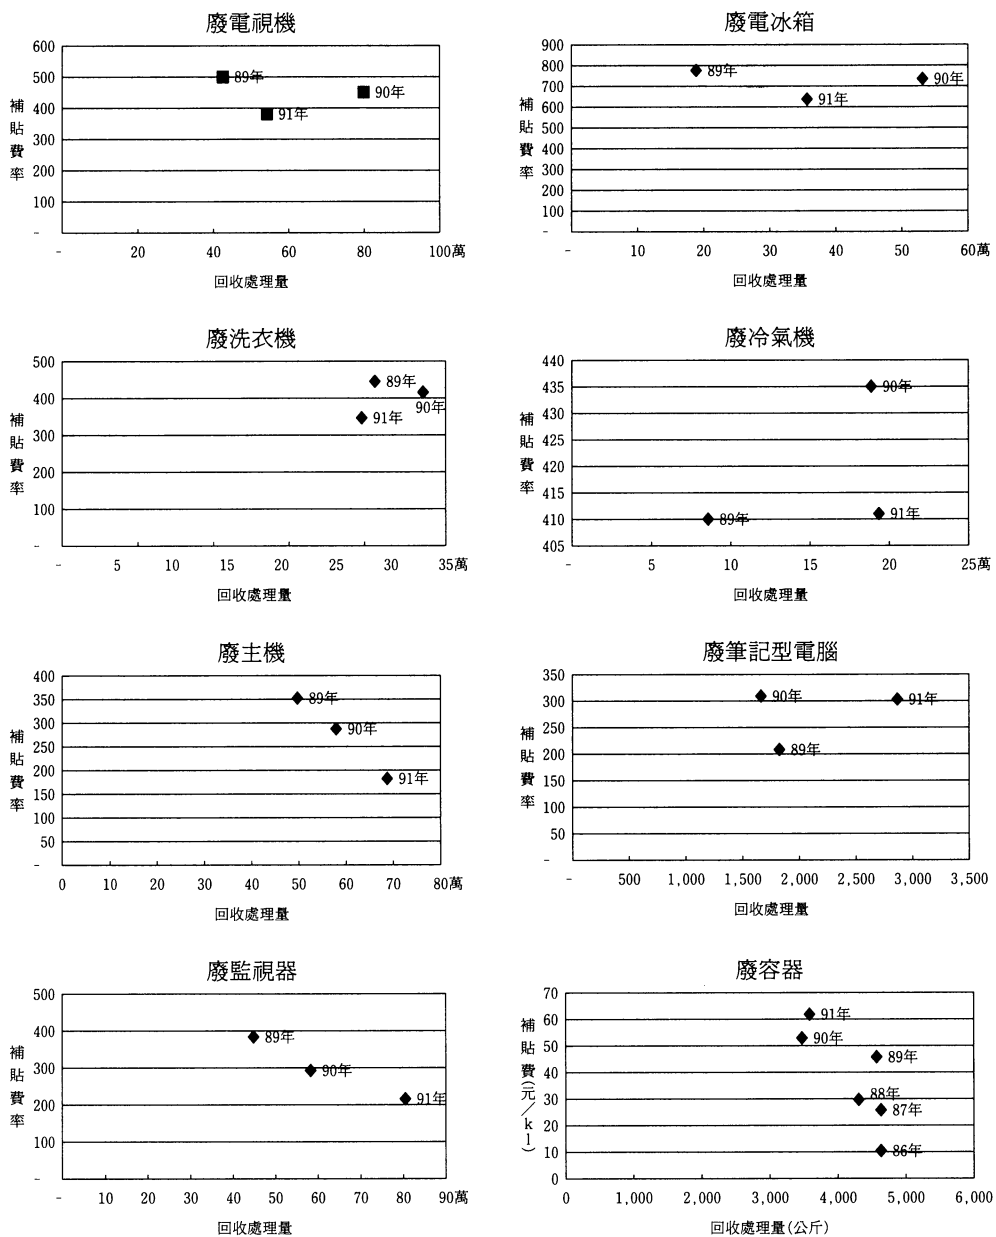 廢電視機
補貼費率
600
500
400
300
200
100
-
89年
90年
91年
- 20 40 60 80 100萬
回收處理量
廢電冰箱
補貼費率
900
800
700
600
500
400
300
200
100
-
89年
90年
91年
- 10 20 30 40 50 60萬
回收處理量
廢洗衣機
補貼費率
500
400
300
200
100
-
89年
90年
91年
- 5 10 15 20 25 30 35萬
回收處理量
廢冷氣機
補貼費率
440
435
430
425
420
415
410
405
90年
91年
89年
- 5 10 15 20 25萬
回收處理量
廢主機
補貼費率
400
350
300
250
200
150
100
50
-
89年
90年
91年
0 10 20 30 40 50 60 70 80萬
回收處理量
廢筆記型電腦
補貼費率
350
300
250
200
150
100
50
-
90年
91年
89年
- 500 1,000 1,500 2,000 2,500 3,000 3,500
回收處理量
廢監視器
補貼費率
500
400
300
200
100
-
89年
90年
91年
- 10 20 30 40 50 60 70 80 90萬
回收處理量
廢容器
補貼費(元/kl)
70
60
50
40
30
20
10
0
91年
90年
89年
88年
87年
86年
0 1,000 2,000 3,000 4,000 5,000 6,000
回收處理量(公斤)